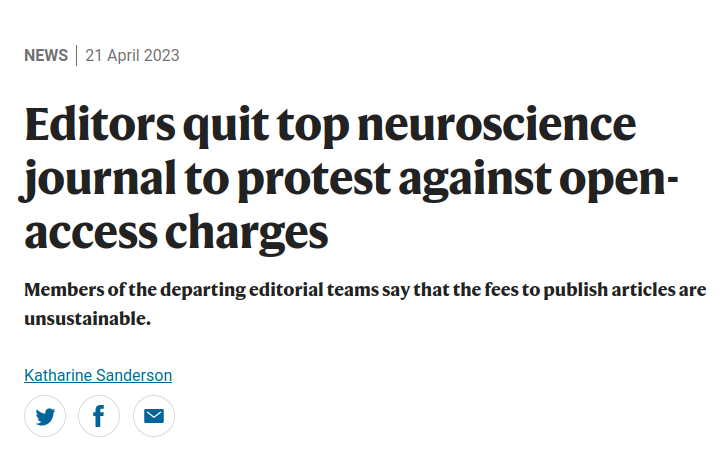 NEWS | 21 April 2023
Editors quit top neuroscience
journal to protest against open-
access charges
Members of the departing editorial teams say that the fees to publish articles are
unsustainable.
Katharine Sanderson